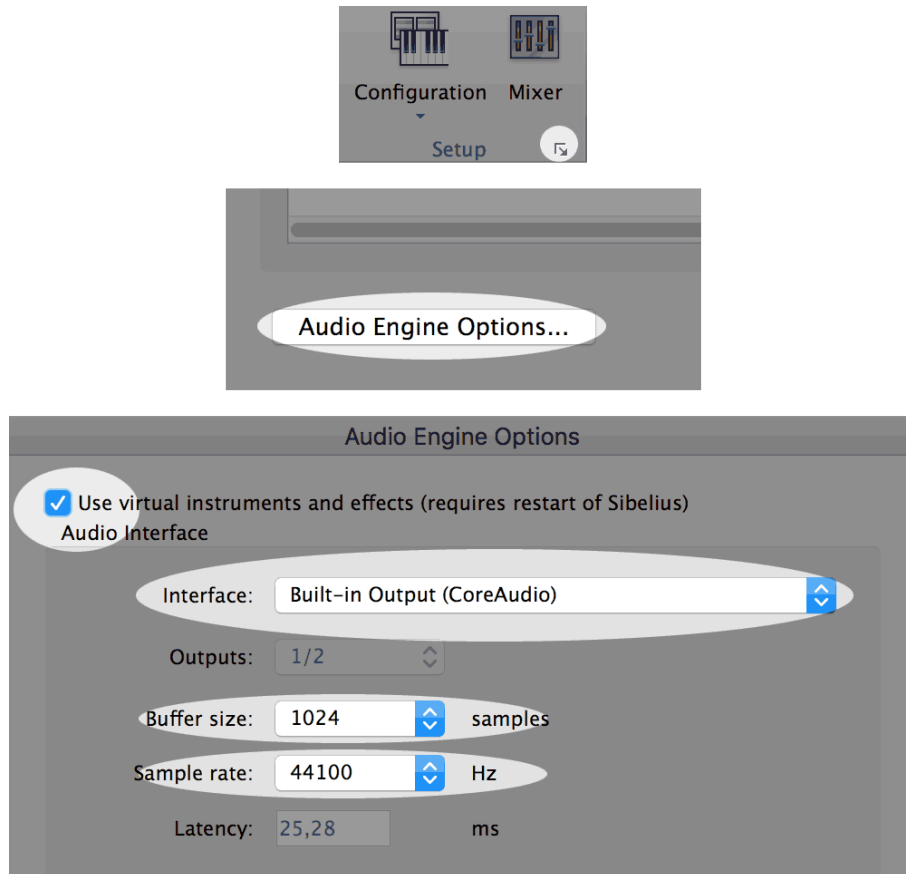 Configuration Mixer
Setup
Audio Engine Options...
Audio Engine Options
Use virtual instruments and effects (requires restart of Sibelius)
Audio Interface
Interface: Built-in Output (CoreAudio)
Outputs: 1/2
Buffer size: 1024 samples
Sample rate: 44100 Hz
Latency: 25,28 ms